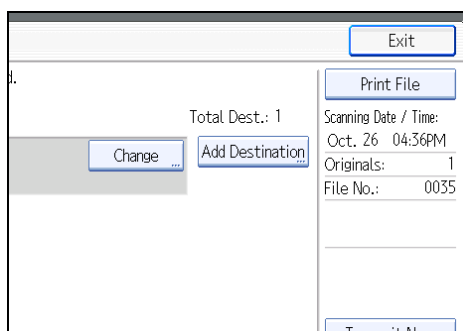 Exit
d.
Print File
Total Dest.: 1
Scanning Date / Time:
Oct. 26 04:36PM
Change ...
Add Destination...
Originals: 1
File No.: 0035